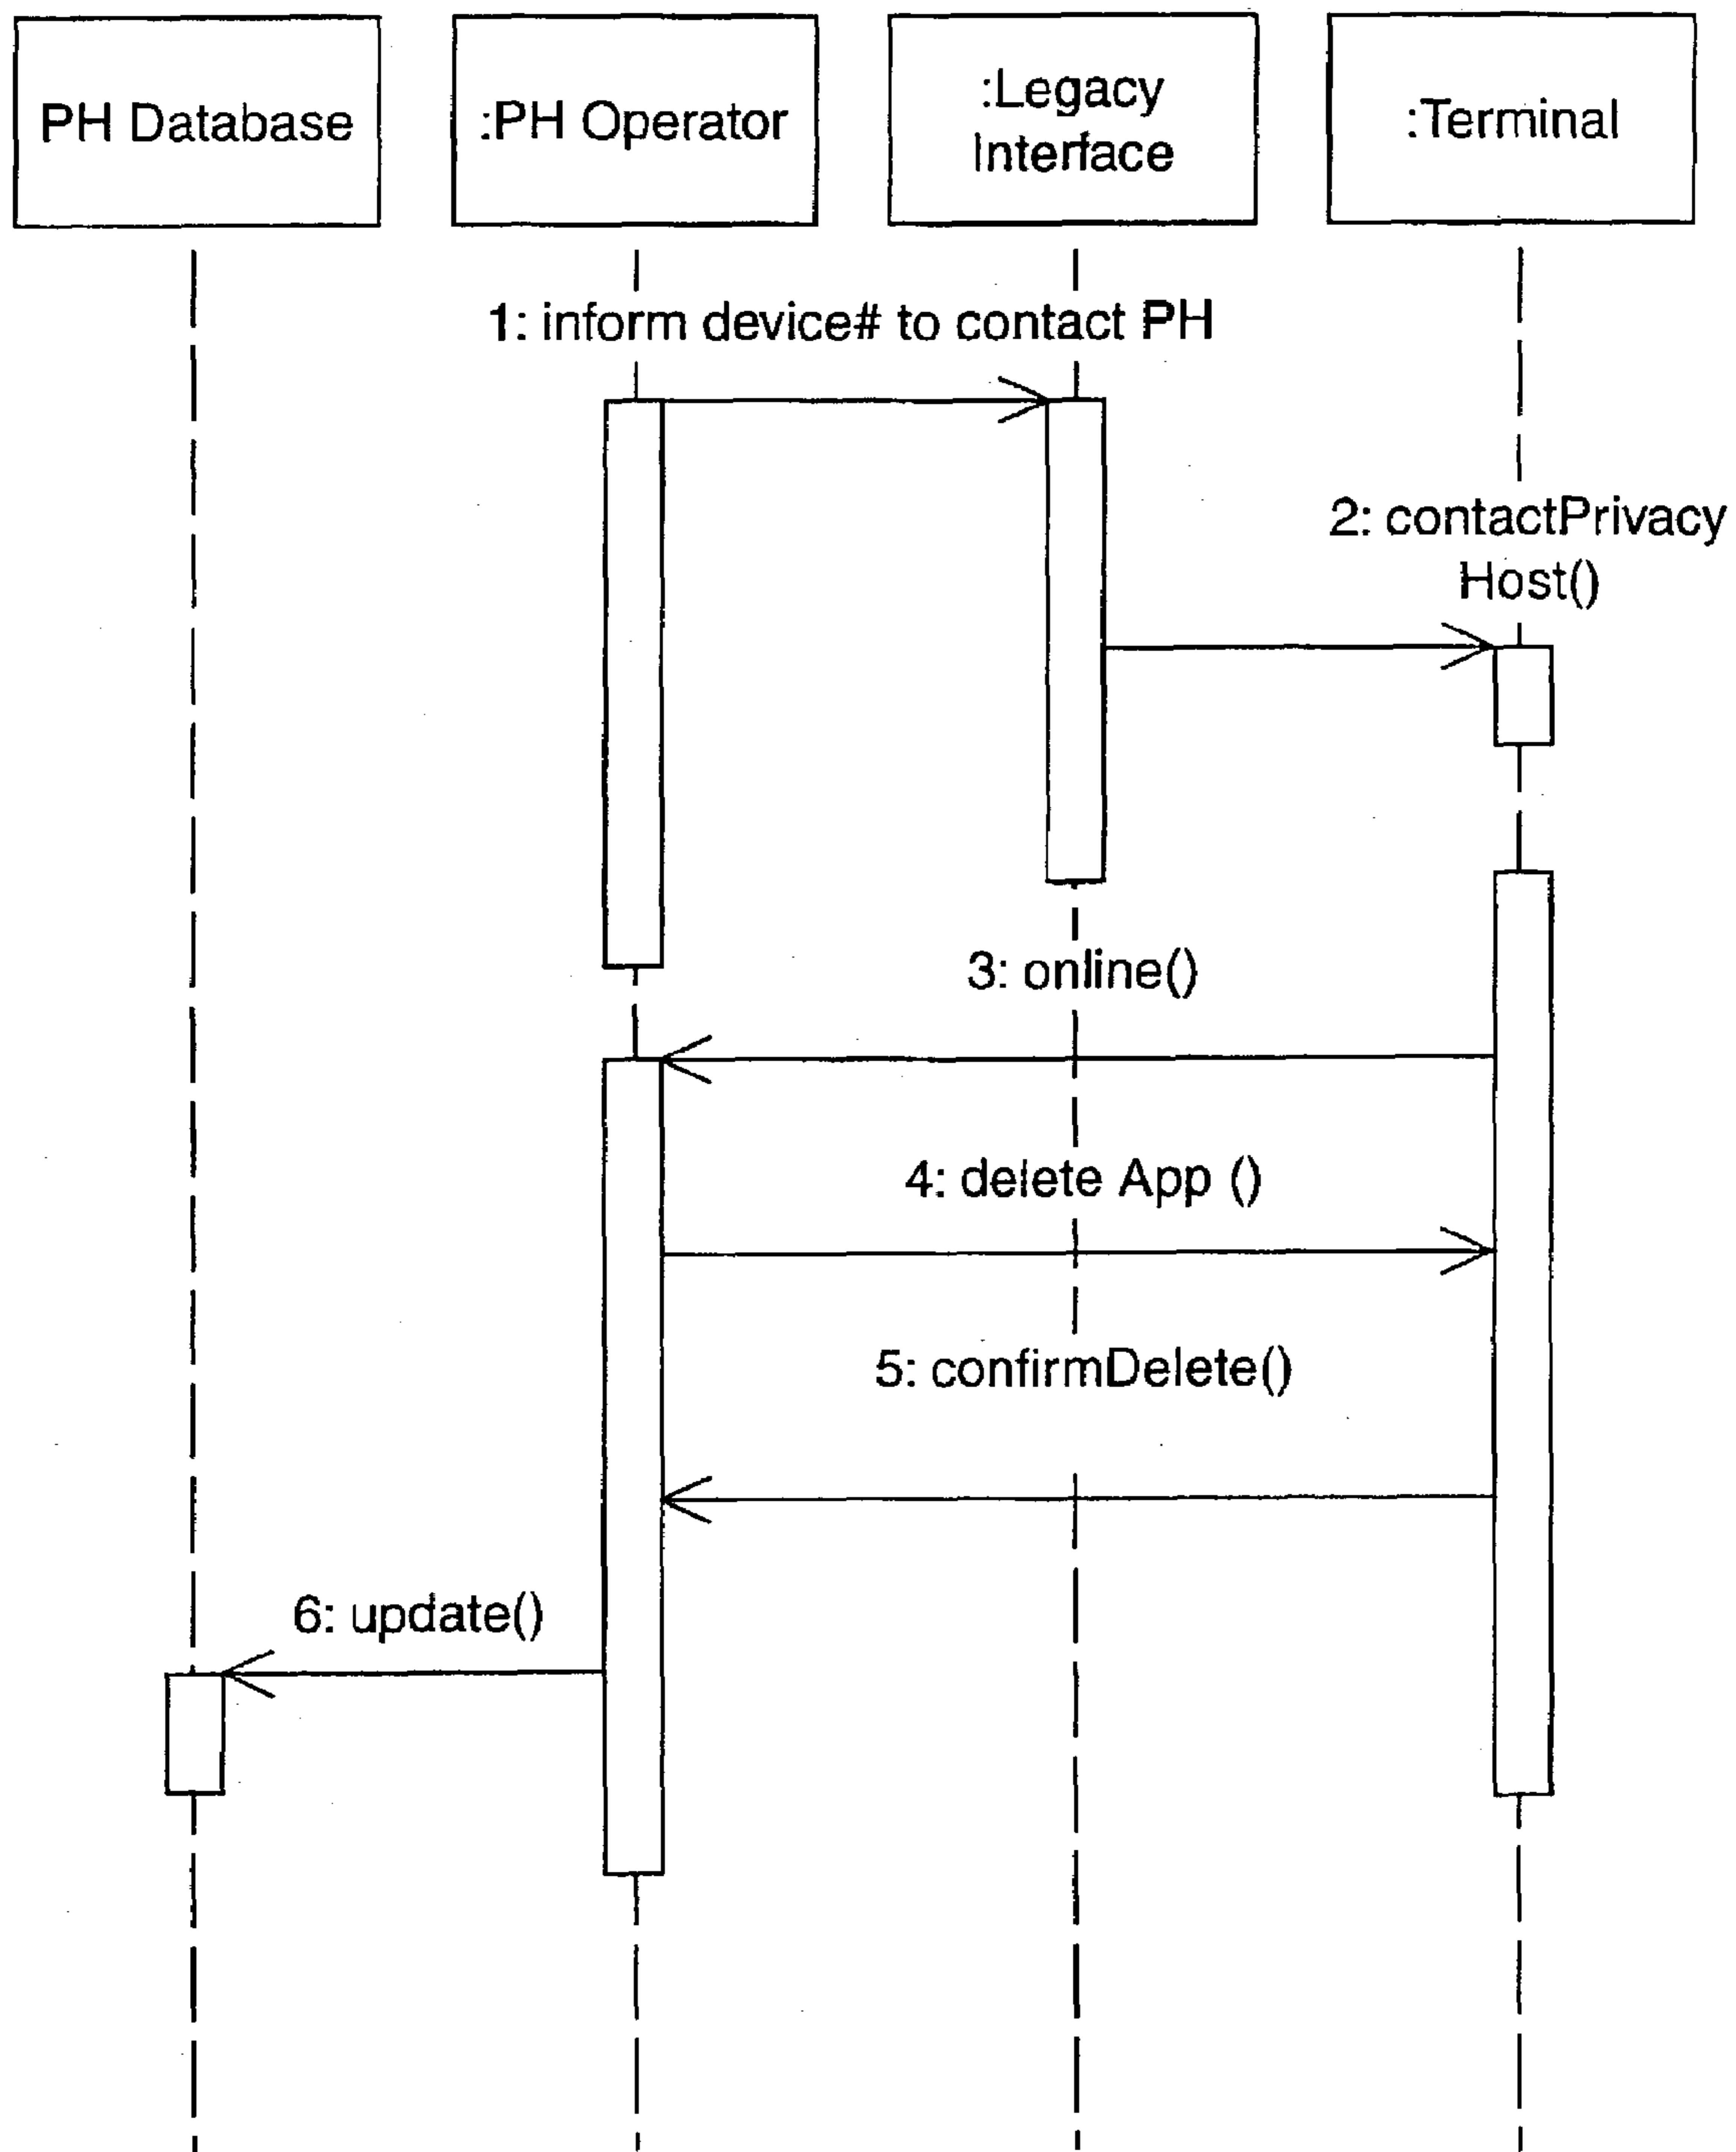 PH Database
:PH Operator
:Legacy
Interface
:Terminal
1: inform device# to contact PH
2: contactPrivacy
Host()
3: online()
4: delete App ()
5: confirmDelete()
6: update()